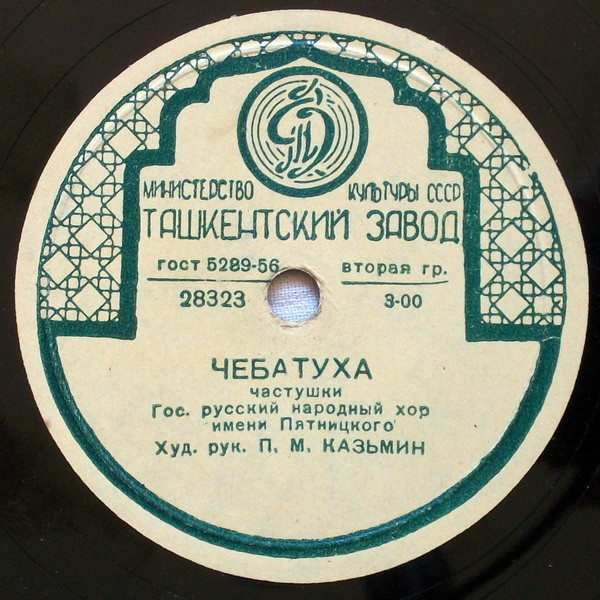 МИНИСТЕРСТВО КУЛЬТУРЫ СССР
ТАШКЕНТСКИЙ ЗАВОД
гост 5289-56 вторая гр.
28323 3-00
ЧЕБАТУХА
частушки
Гос. русский народный хор
имени Пятницкого
Худ. рук. П. М. КАЗЬМИН